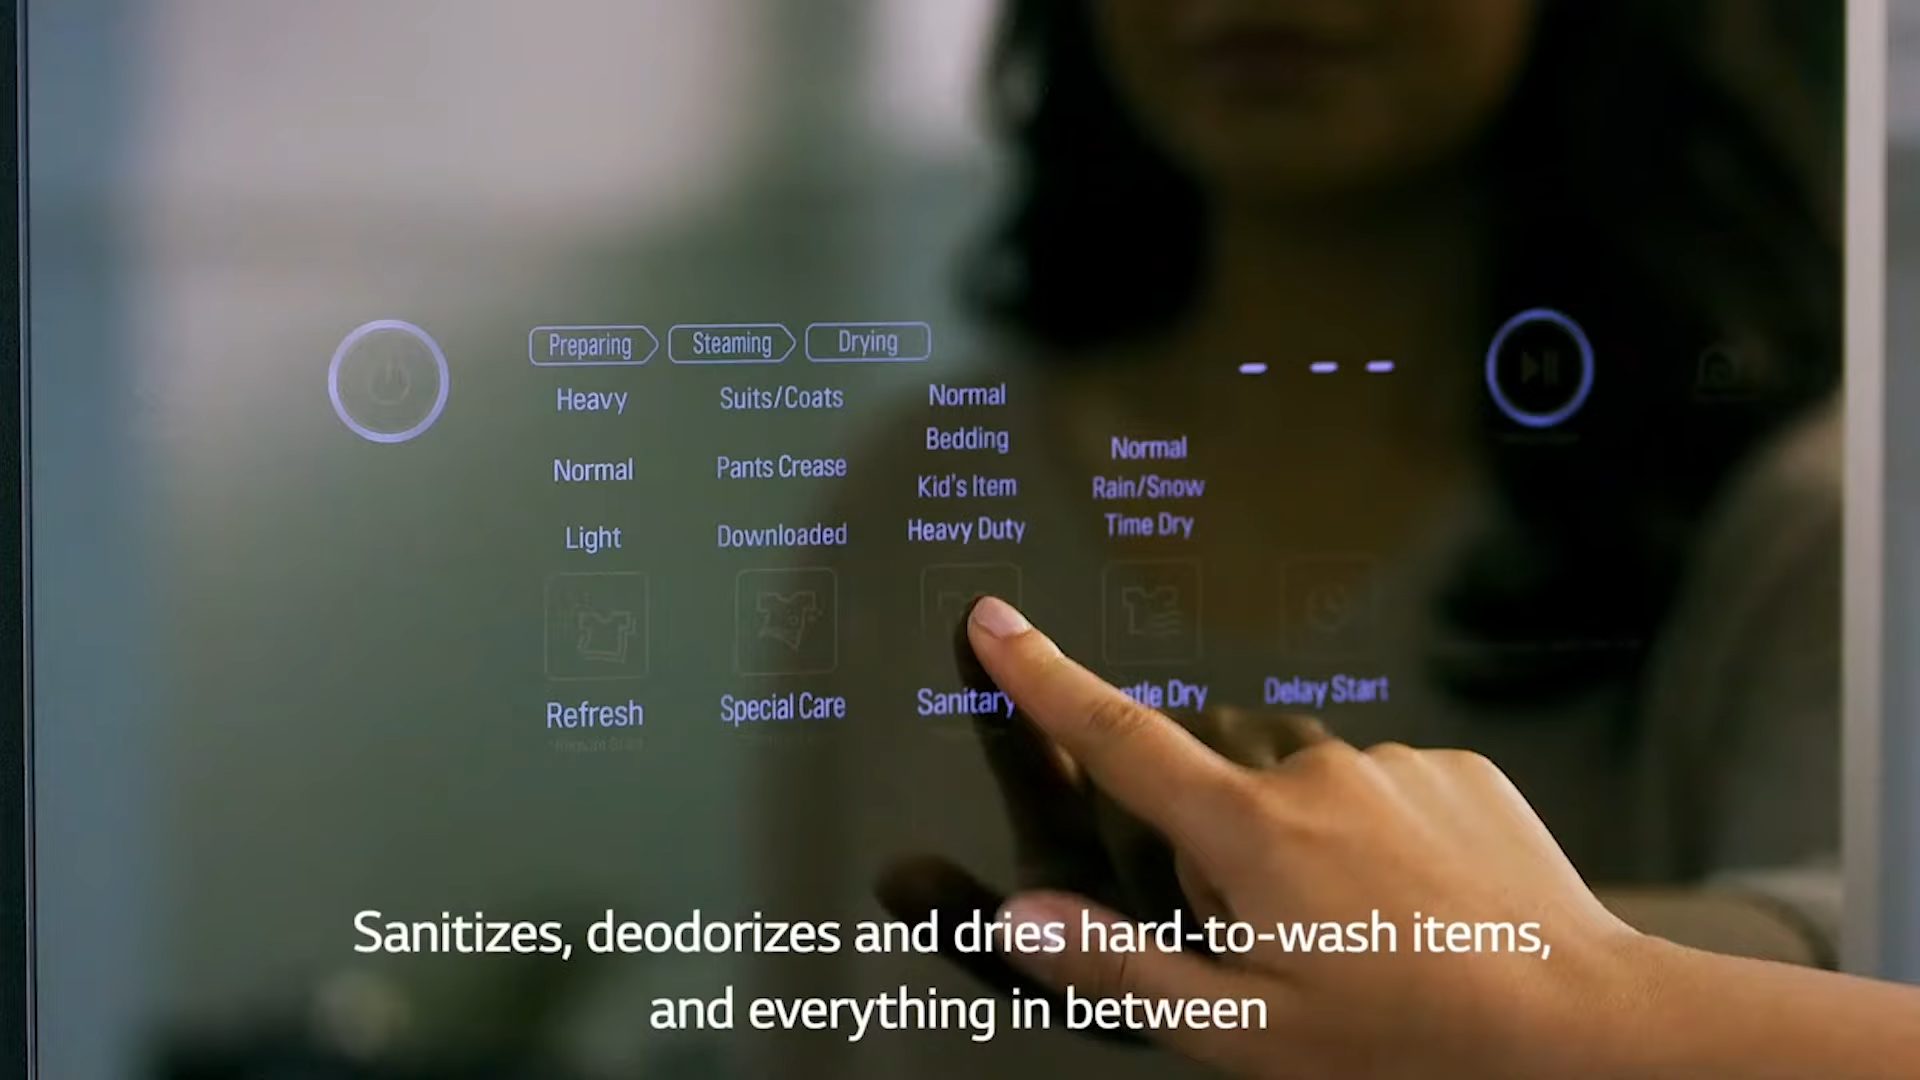 Preparing Steaming Drying
Heavy Suits/Coats Normal
Bedding Normal
Normal Pants Crease Kid's Item Rain/Snow
Light Downloaded Heavy Duty Time Dry
Refresh Special Care Sanitary Dry Delay Start
Sanitizes, deodorizes and dries hard-to-wash items,
and everything in between